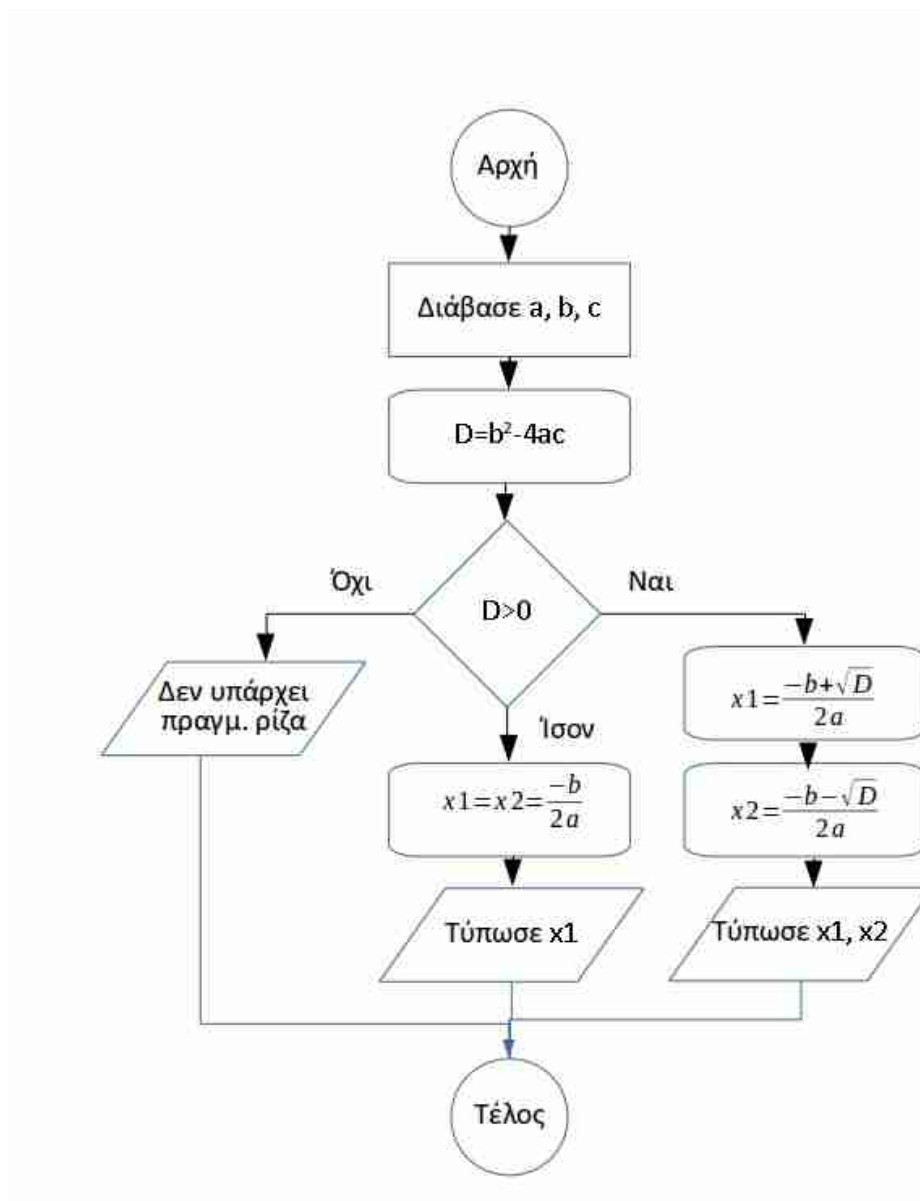 Αρχή
Διάβασε a, b, c
D=b²-4ac
Όχι
Ναι
D>0
Δεν υπάρχει
πραγμ. ρίζα
Ίσον
x1=x2=-b/2a
x1=-b+√D/2a
x2=-b-√D/2a
Τύπωσε x1
Τύπωσε x1, x2
Τέλος